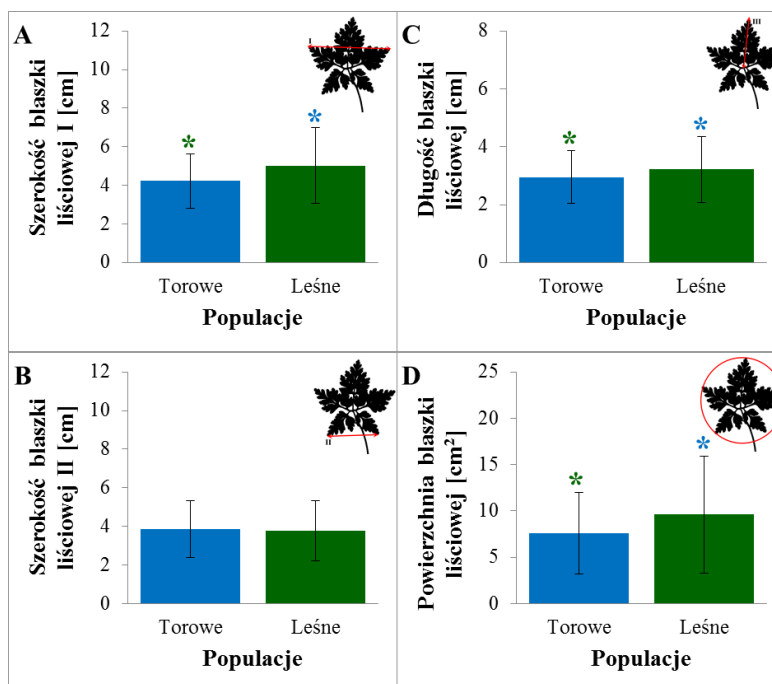 A
Szerokość blaszki
liściowej I [cm]
12
10
8
6
4
2
0
*
*
I
Torowe
Leśne
Populacje
C
Długość blaszki
liściowej [cm]
8
6
4
2
0
*
*
III
Torowe
Leśne
Populacje
B
Szerokość blaszki
liściowej II [cm]
12
10
8
6
4
2
0
II
Torowe
Leśne
Populacje
D
Powierzchnia blaszki
liściowej [cm²]
25
20
15
10
5
0
*
*
Torowe
Leśne
Populacje